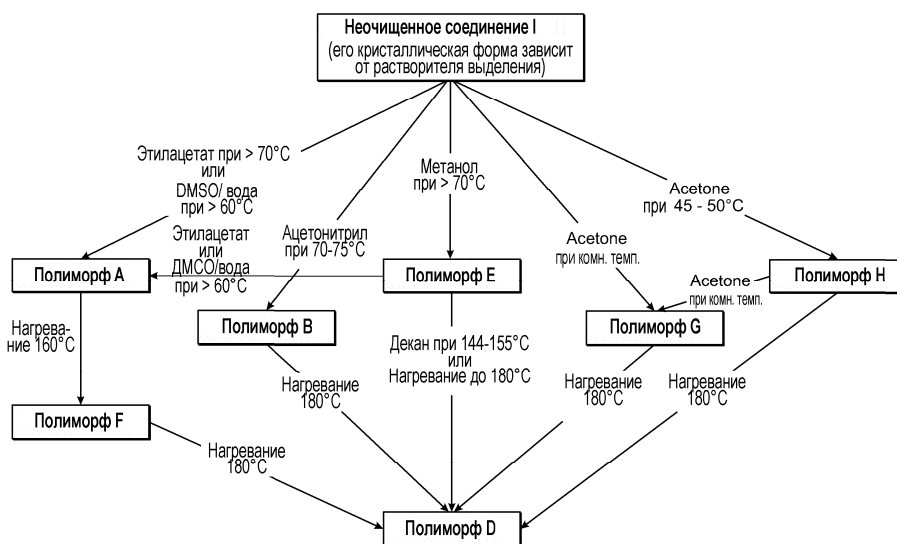 Неочищенное соединение I
(его кристаллическая форма зависит
от растворителя выделения)
Этилацетат при > 70°C
или
DMSO/ вода
при > 60°C
Метанол
при > 70°C
Acetone
при 45 - 50°C
Ацетонитрил
при 70-75°C
Acetone
при комн. темп.
Этилацетат
или
ДМСО/вода
при > 60°C
Acetone
при комн. темп.
Полиморф A
Полиморф E
Полиморф H
Полиморф B
Полиморф G
Нагрева-
ние 160°C
Декан при 144-155°C
или
Нагревание до 180°C
Нагревание
180°C
Нагревание
180°C
Нагревание
180°C
Полиморф F
Нагревание
180°C
Полиморф D